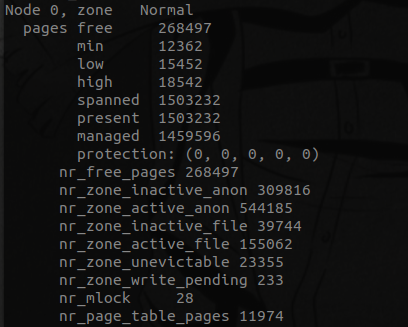 Node 0, zone   Normal
  pages free     268497
        min      12362
        low      15452
        high     18542
        spanned  1503232
        present  1503232
        managed  1459596
        protection: (0, 0, 0, 0, 0)
      nr_free_pages 268497
      nr_zone_inactive_anon 309816
      nr_zone_active_anon 544185
      nr_zone_inactive_file 39744
      nr_zone_active_file 155062
      nr_zone_unevictable 23355
      nr_zone_write_pending 233
      nr_mlock     28
      nr_page_table_pages 11974